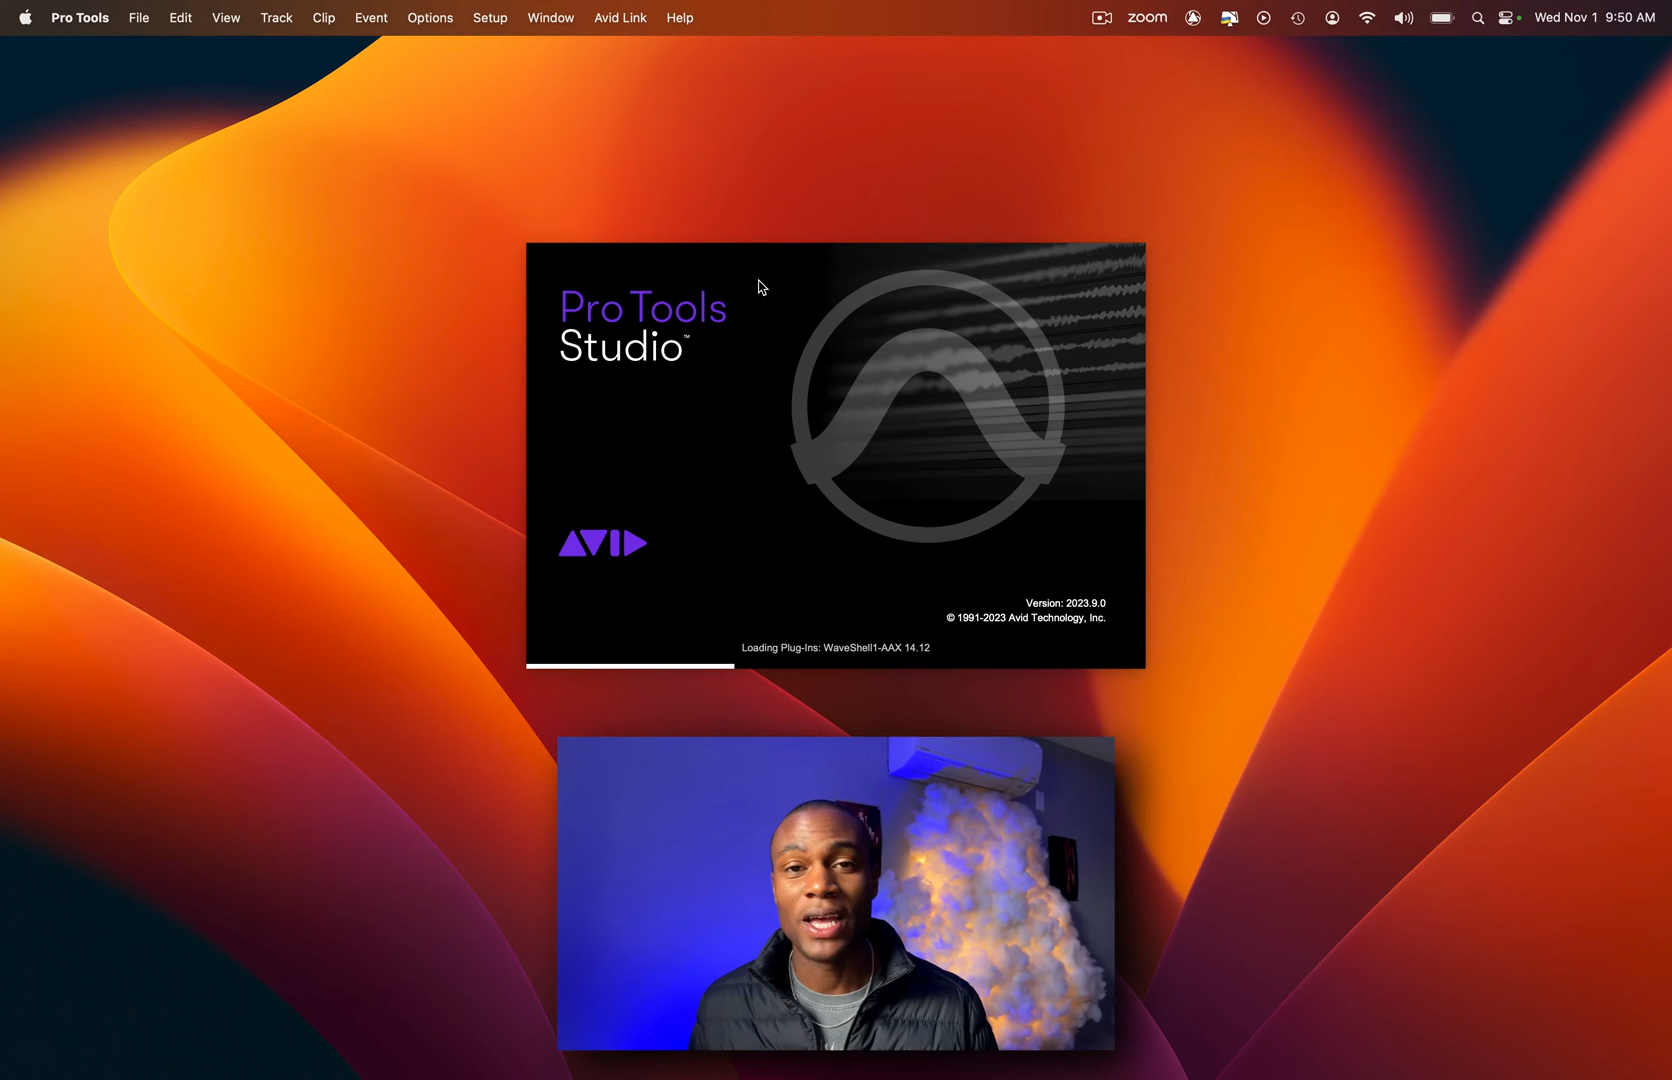 Pro Tools File Edit View Track Clip Event Options Setup Window Avid Link Help zoom Wed Nov 1 9:50 AM
Pro Tools
Studio™
AVID
Version: 2023.9.0
© 1991-2023 Avid Technology, Inc.
Loading Plug-Ins: WaveShell1-AAX 14.12